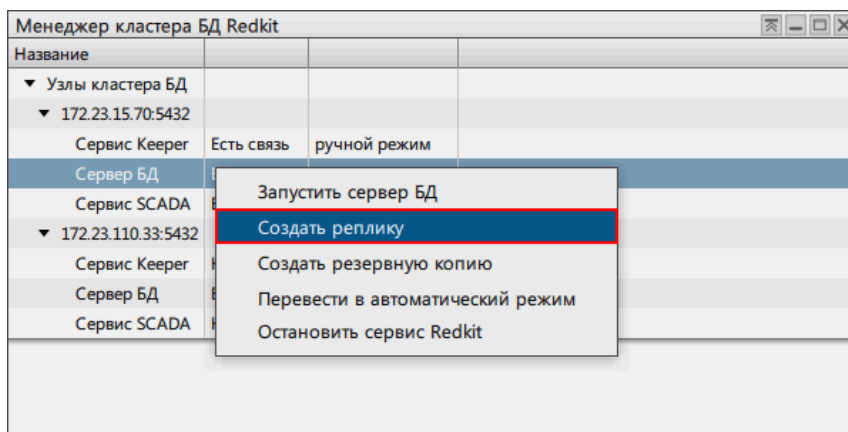 Менеджер кластера БД Redkit
Название
Узлы кластера БД
172.23.15.70:5432
Сервис Keeper Есть связь ручной режим
Сервер БД
Сервис SCADA
172.23.110.33:5432
Сервис Keeper
Сервер БД
Сервис SCADA
Запустить сервер БД
Создать реплику
Создать резервную копию
Перевести в автоматический режим
Остановить сервис Redkit